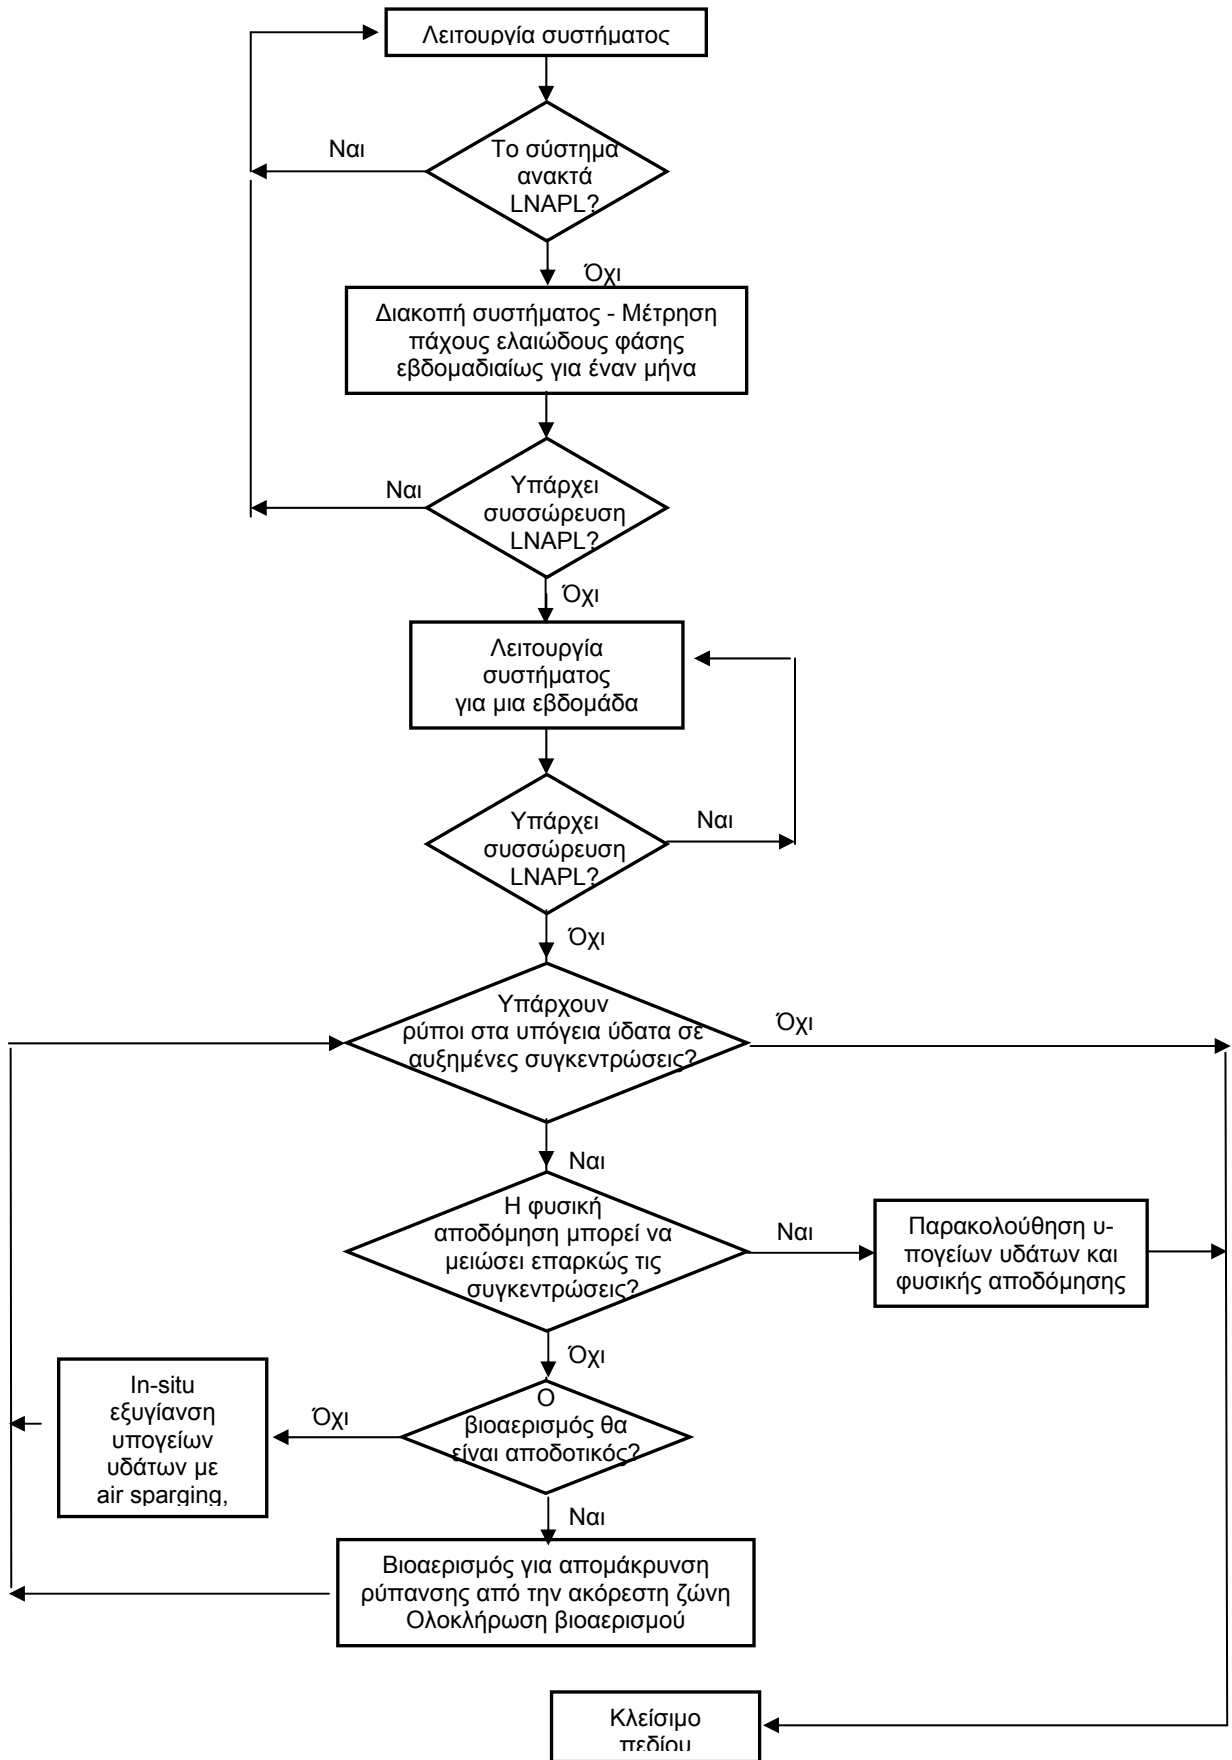 Λειτουργία συστήματος
Ναι
Το σύστημα
ανακτά
LNAPL?
Όχι
Διακοπή συστήματος - Μέτρηση
πάχους ελαιώδους φάσης
εβδομαδιαίως για έναν μήνα
Ναι
Υπάρχει
συσσώρευση
LNAPL?
Όχι
Λειτουργία
συστήματος
για μια εβδομάδα
Υπάρχει
συσσώρευση
LNAPL?
Ναι
Όχι
Υπάρχουν
ρύποι στα υπόγεια ύδατα σε
αυξημένες συγκεντρώσεις?
Όχι
Ναι
Η φυσική
αποδόμηση μπορεί να
μειώσει επαρκώς τις
συγκεντρώσεις?
Ναι
Παρακολούθηση υ-
πογείων υδάτων και
φυσικής αποδόμησης
Όχι
In-situ
εξυγίανση
υπογείων
υδάτων με
air sparging,
Όχι
Ο
βιοαερισμός θα
είναι αποδοτικός?
Ναι
Βιοαερισμός για απομάκρυνση
ρύπανσης από την ακόρεστη ζώνη
Ολοκλήρωση βιοαερισμού
Κλείσιμο
πεδίου